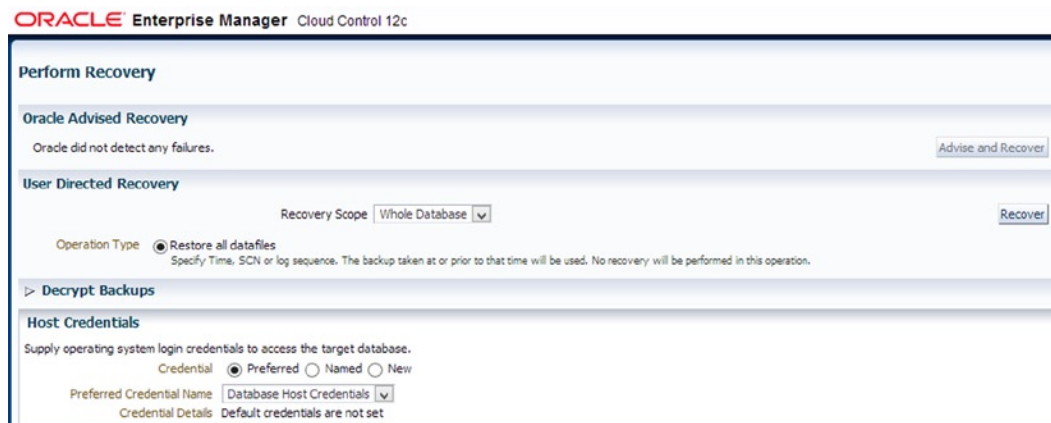 ORACLE Enterprise Manager Cloud Control 12c
Perform Recovery
Oracle Advised Recovery
Oracle did not detect any failures.
Advise and Recover
User Directed Recovery
Recovery Scope Whole Database
Recover
Operation Type Restore all datafiles
Specify Time, SCN or log sequence. The backup taken at or prior to that time will be used. No recovery will be performed in this operation.
Decrypt Backups
Host Credentials
Supply operating system login credentials to access the target database.
Credential Preferred Named New
Preferred Credential Name Database Host Credentials
Credential Details Default credentials are not set